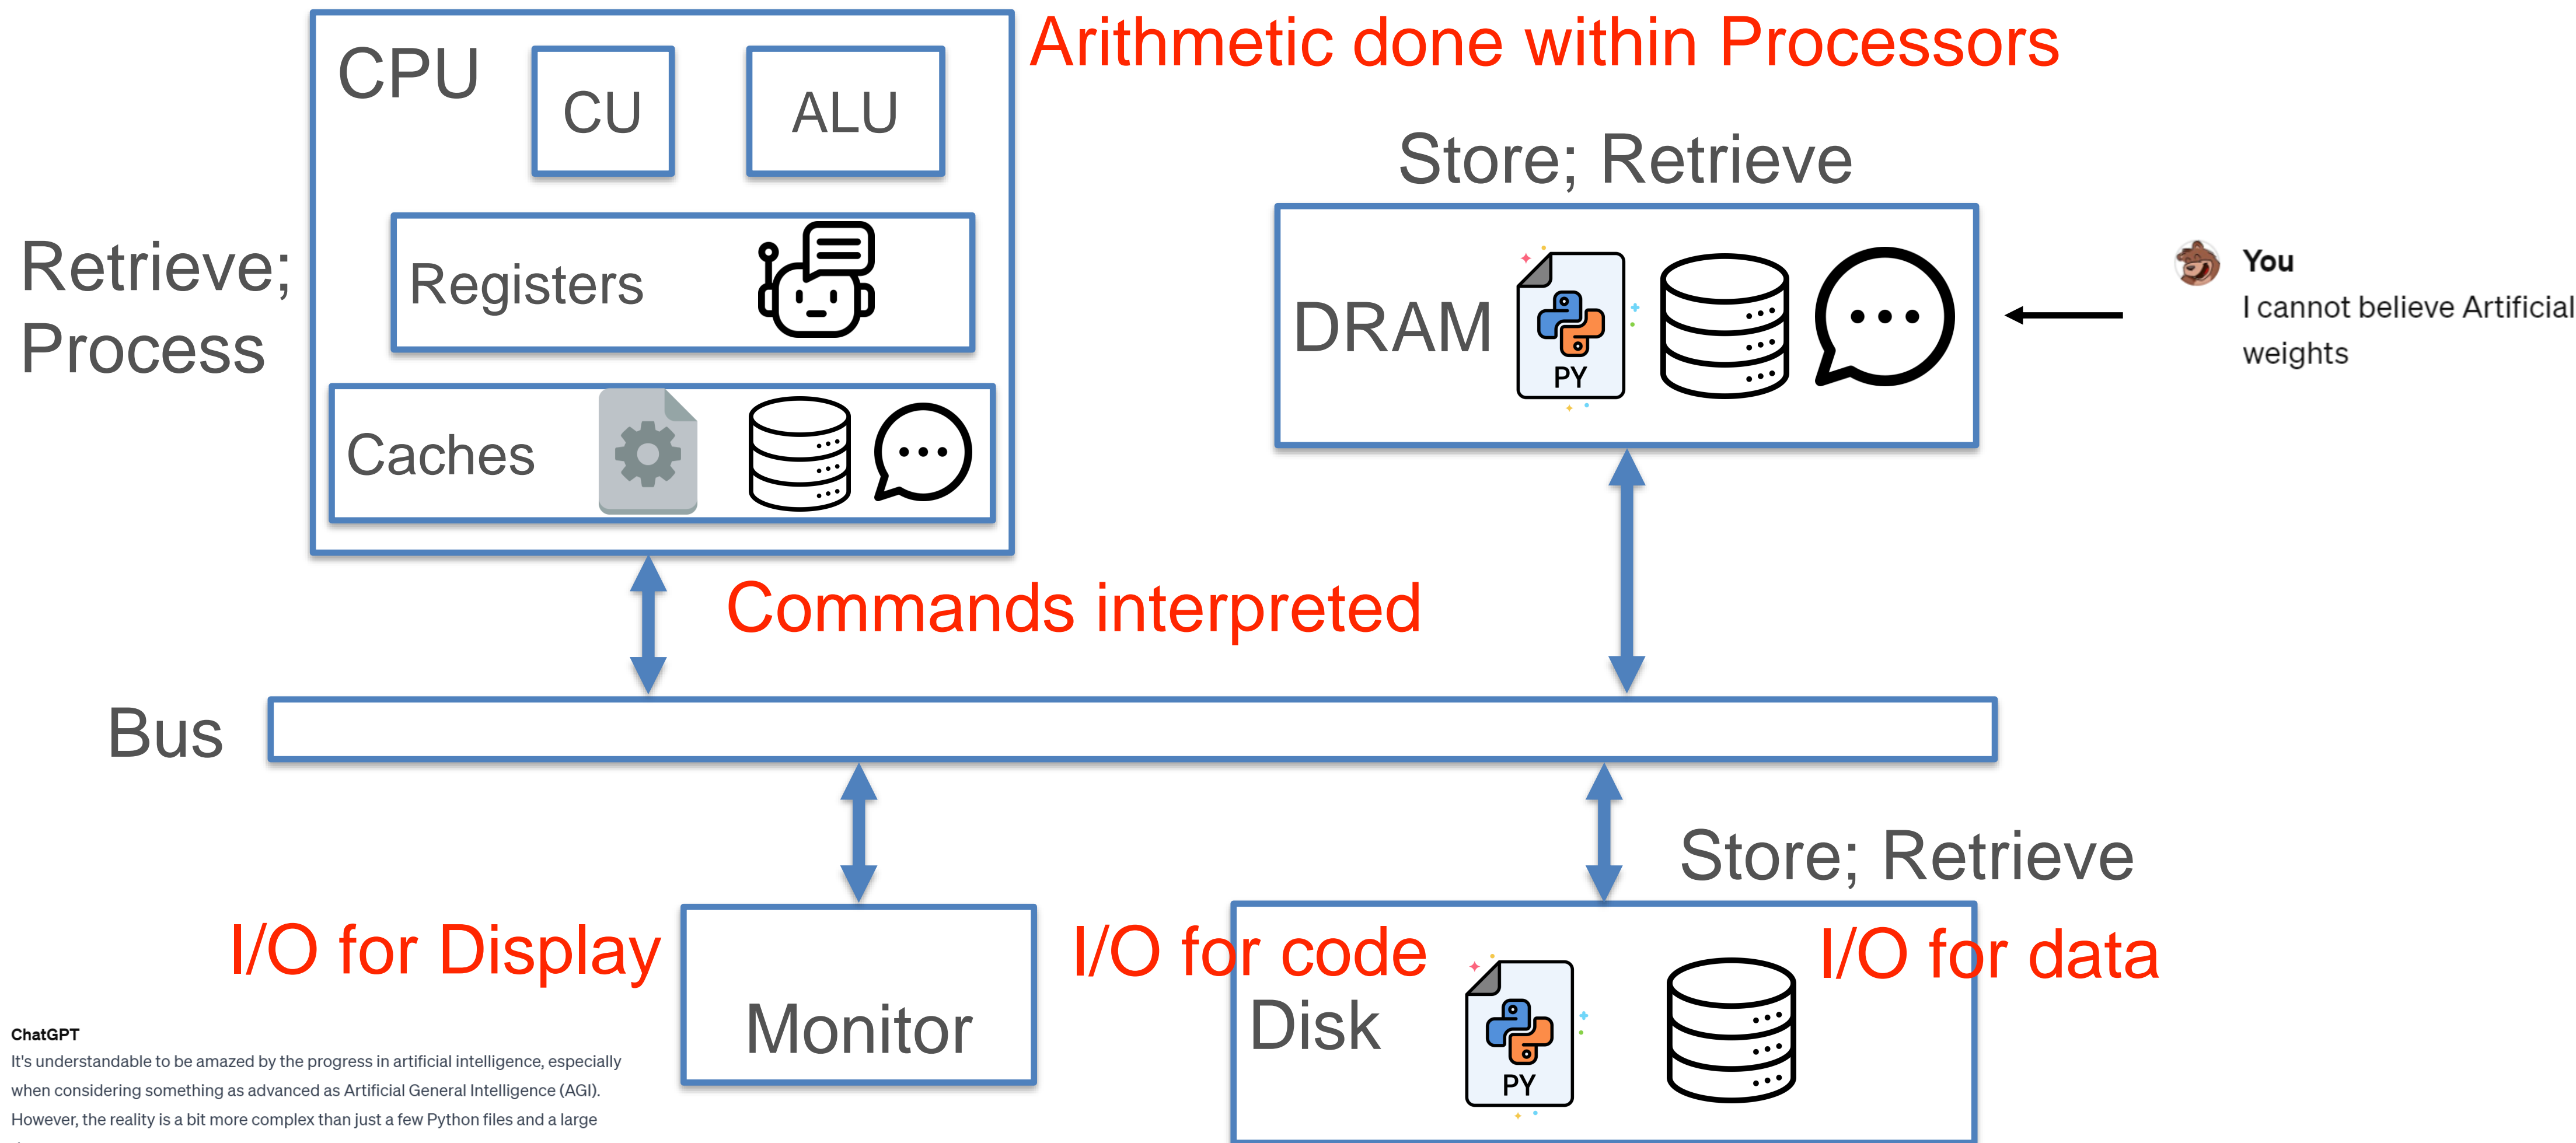 Arithmetic done within Processors
CPU
CU
ALU
Store; Retrieve
Retrieve;
Process
Registers
DRAM
PY
You
I cannot believe Artificial
weights
Caches
Commands interpreted
Bus
Store; Retrieve
I/O for Display
I/O for code
I/O for data
Monitor
Disk
PY
ChatGPT
It's understandable to be amazed by the progress in artificial intelligence, especially
when considering something as advanced as Artificial General Intelligence (AGI).
However, the reality is a bit more complex than just a few Python files and a large